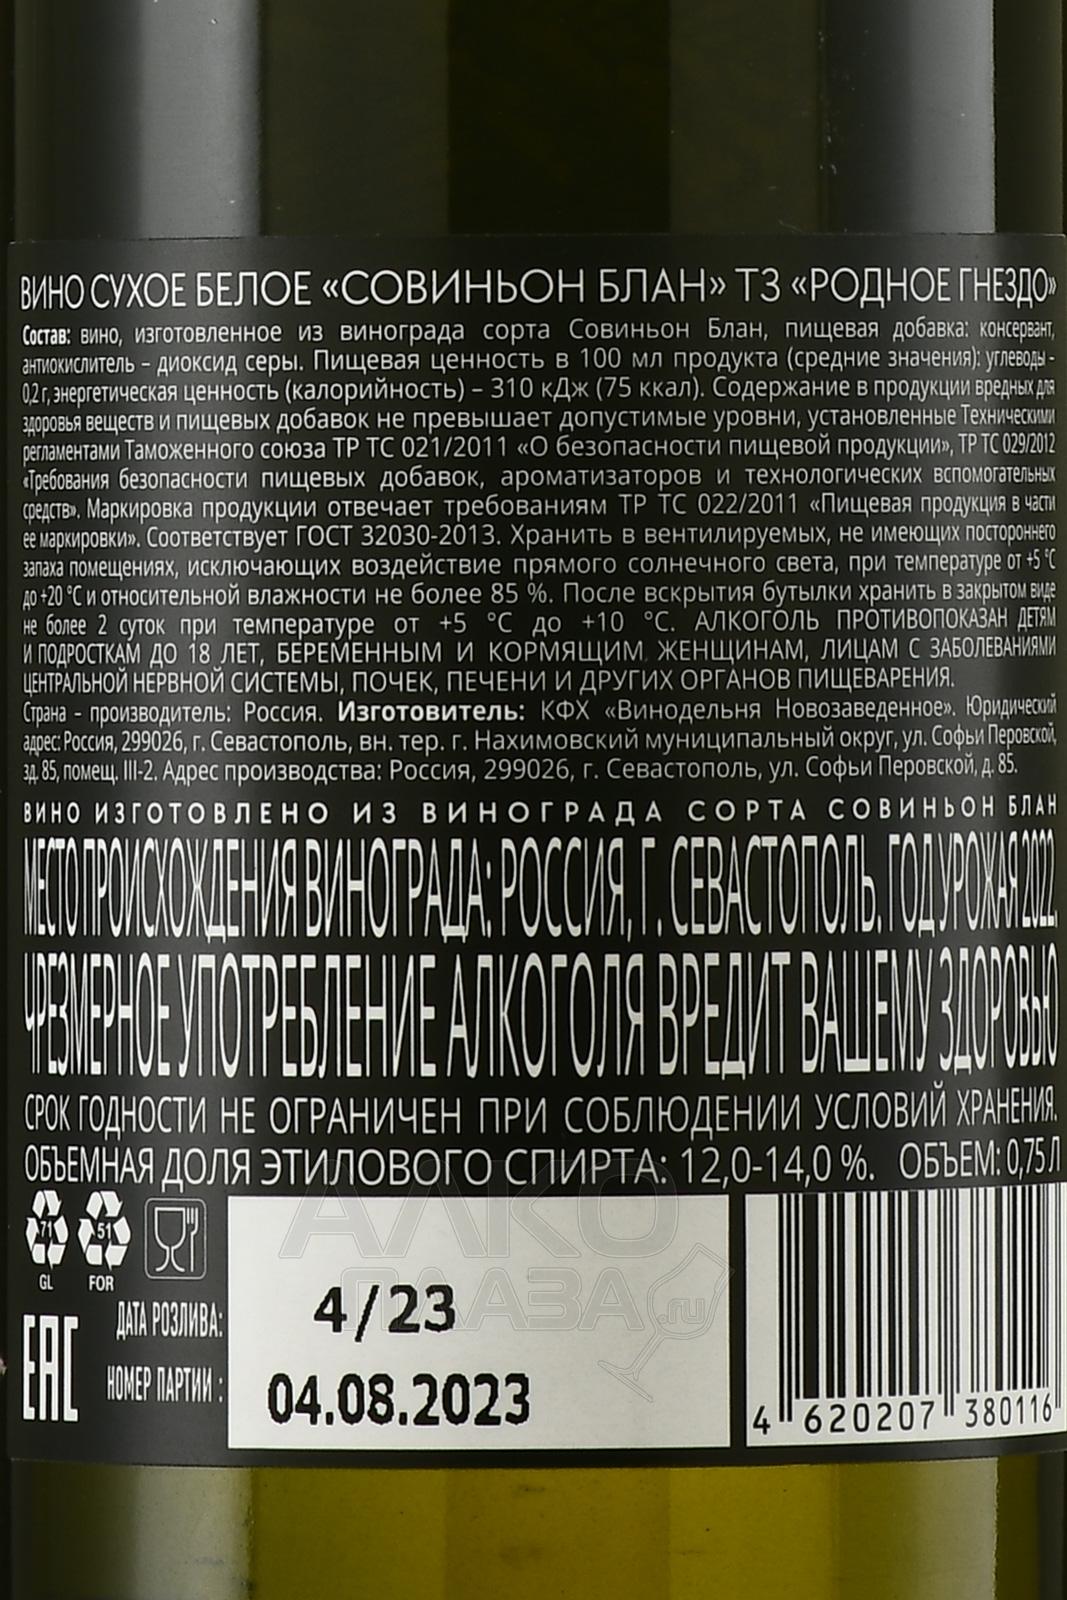 ВИНО СУХОЕ БЕЛОЕ «СОВИНЬОН БЛАН» ТЗ «РОДНОЕ ГНЕЗДО»
Состав: вино, изготовленное из винограда сорта Совиньон Блан, пищевая добавка: консервант,
антиокислитель – диоксид серы. Пищевая ценность в 100 мл продукта (средние значения): углеводы -
0,2 г, энергетическая ценность (калорийность) – 310 кДж (75 ккал). Содержание в продукции вредных для
здоровья веществ и пищевых добавок не превышает допустимые уровни, установленные Техническими
регламентами Таможенного союза ТР ТС 021/2011 «О безопасности пищевой продукции», ТР ТС 029/2012
«Требования безопасности пищевых добавок, ароматизаторов и технологических вспомогательных
средств». Маркировка продукции отвечает требованиям ТР ТС 022/2011 «Пищевая продукция в части
ее маркировки». Соответствует ГОСТ 32030-2013. Хранить в вентилируемых, не имеющих постороннего
запаха помещениях, исключающих воздействие прямого солнечного света, при температуре от +5 °C
до +20 °C и относительной влажности не более 85 %. После вскрытия бутылки хранить в закрытом виде
не более 2 суток при температуре от +5 °C до +10 °C. АЛКОГОЛЬ ПРОТИВОПОКАЗАН ДЕТЯМ
И ПОДРОСТКАМ ДО 18 ЛЕТ, БЕРЕМЕННЫМ И КОРМЯЩИМ ЖЕНЩИНАМ, ЛИЦАМ С ЗАБОЛЕВАНИЯМИ
ЦЕНТРАЛЬНОЙ НЕРВНОЙ СИСТЕМЫ, ПОЧЕК, ПЕЧЕНИ И ДРУГИХ ОРГАНОВ ПИЩЕВАРЕНИЯ.
Страна – производитель: Россия. Изготовитель: КФХ «Винодельня Новозаведенное». Юридический
адрес: Россия, 299026, г. Севастополь, вн. тер. г. Нахимовский муниципальный округ, ул. Софьи Перовской,
зд. 85, помещ. III-2. Адрес производства: Россия, 299026, г. Севастополь, ул. Софьи Перовской, д. 85.
ВИНО ИЗГОТОВЛЕНО ИЗ ВИНОГРАДА СОРТА СОВИНЬОН БЛАН
МЕСТО ПРОИСХОЖДЕНИЯ ВИНОГРАДА: РОССИЯ, Г. СЕВАСТОПОЛЬ. ГОД УРОЖАЯ 2022.
ЧРЕЗМЕРНОЕ УПОТРЕБЛЕНИЕ АЛКОГОЛЯ ВРЕДИТ ВАШЕМУ ЗДОРОВЬЮ
СРОК ГОДНОСТИ НЕ ОГРАНИЧЕН ПРИ СОБЛЮДЕНИИ УСЛОВИЙ ХРАНЕНИЯ.
ОБЪЕМНАЯ ДОЛЯ ЭТИЛОВОГО СПИРТА: 12,0-14,0 %. ОБЪЕМ: 0,75 Л
71 51
GL FOR
АЛКО
ПЛАЗА.ru
ДАТА РОЗЛИВА: 4/23
EAC
НОМЕР ПАРТИИ : 04.08.2023
4 620207 380116